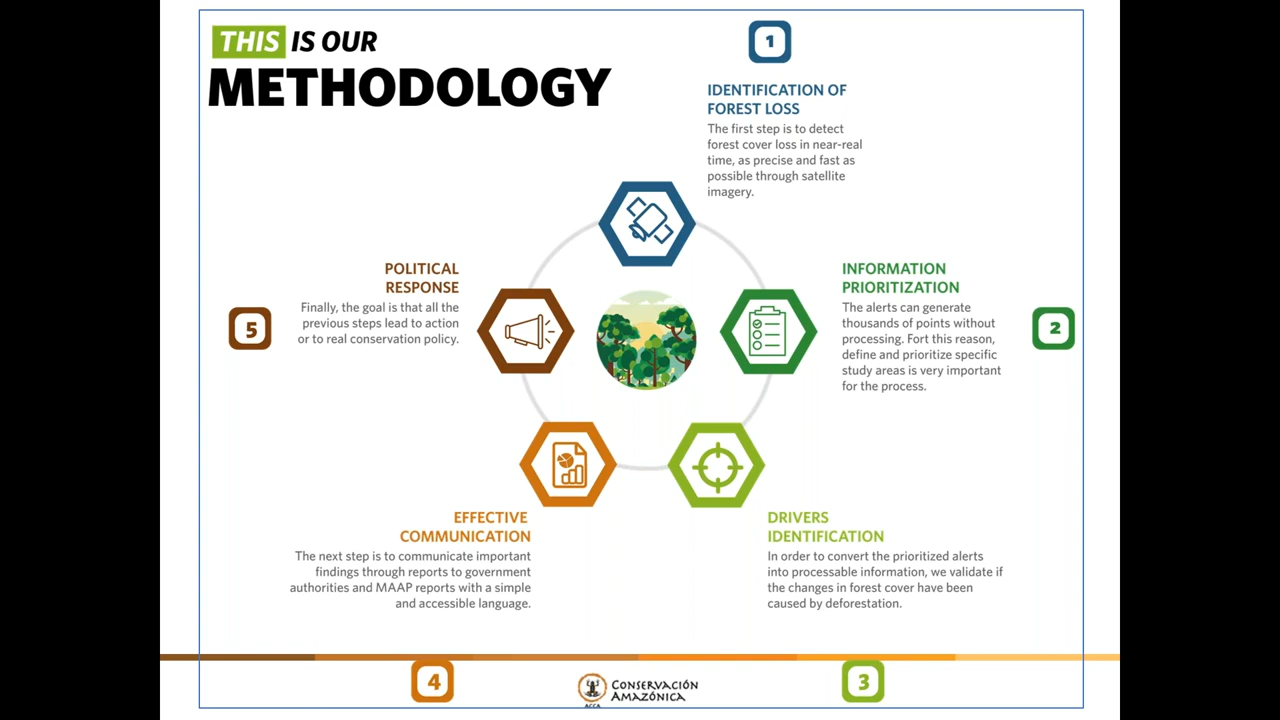 THIS IS OUR
METHODOLOGY
1
IDENTIFICATION OF
FOREST LOSS
The first step is to detect
forest cover loss in near-real
time, as precise and fast as
possible through satellite
imagery.
2
INFORMATION
PRIORITIZATION
The alerts can generate
thousands of points without
processing. Fort this reason,
define and prioritize specific
study areas is very important
for the process.
3
DRIVERS
IDENTIFICATION
In order to convert the prioritized alerts
into processable information, we validate if
the changes in forest cover have been
caused by deforestation.
4
EFFECTIVE
COMMUNICATION
The next step is to communicate important
findings through reports to government
authorities and MAAP reports with a simple
and accessible language.
5
POLITICAL
RESPONSE
Finally, the goal is that all the
previous steps lead to action
or to real conservation policy.
ACCA
CONSERVACIÓN
AMAZÓNICA